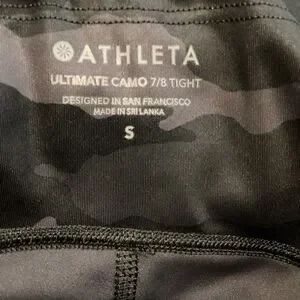 ATHLETA
ULTIMATE CAMO 7/8 TIGHT
DESIGNED IN SAN FRANCISCO
MADE IN SRI LANKA
S